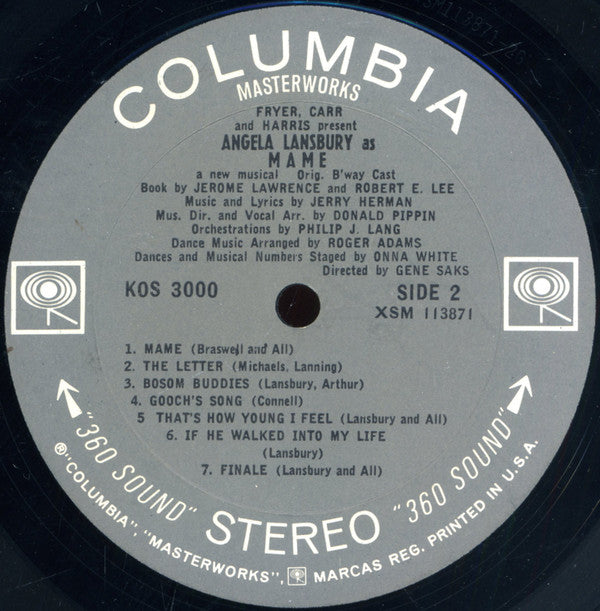 COLUMBIA
MASTERWORKS
FRYER, CARR
and HARRIS present
ANGELA LANSBURY as
MAME
a new musical Orig. B'way Cast
Book by JEROME LAWRENCE and ROBERT E. LEE
Music and Lyrics by JERRY HERMAN
Mus. Dir. and Vocal Arr. by DONALD PIPPIN
Orchestrations by PHILIP J. LANG
Dance Music Arranged by ROGER ADAMS
Dances and Musical Numbers Staged by ONNA WHITE
Directed by GENE SAKS
KOS 3000
SIDE 2
XSM 113871
1. MAME (Braswell and All)
2. THE LETTER (Michaels, Lanning)
3. BOSOM BUDDIES (Lansbury, Arthur)
4. GOOCH'S SONG (Connell)
5 THAT'S HOW YOUNG I FEEL (Lansbury and All)
6. IF HE WALKED INTO MY LIFE
(Lansbury)
7. FINALE (Lansbury and All)
"360 SOUND" STEREO "360 SOUND"
®"COLUMBIA", "MASTERWORKS", MARCAS REG. PRINTED IN U.S.A.